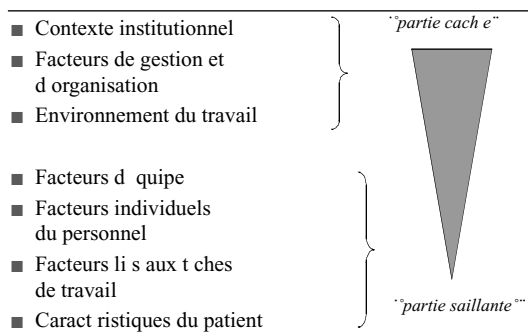 ■ Contexte institutionnel
■ Facteurs de gestion et
d organisation
■ Environnement du travail
■ Facteurs d quipe
■ Facteurs individuels
du personnel
■ Facteurs li s aux t ches
de travail
■ Caract ristiques du patient
¨°partie cach e¨
¨°partie saillante°¨